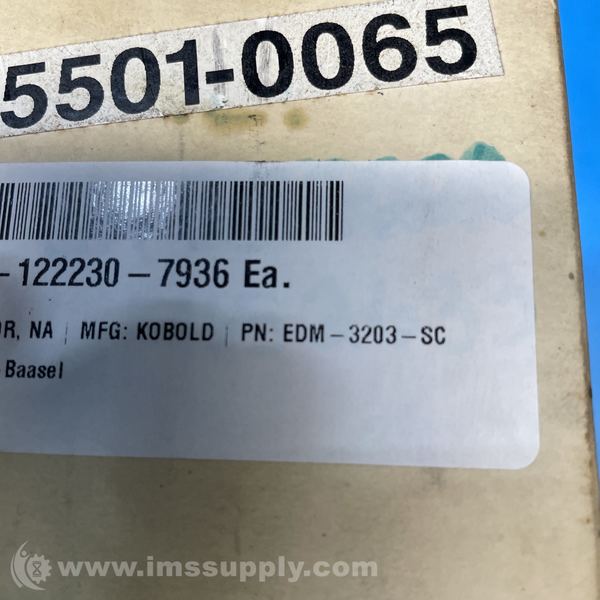 5501-0065
-122230-7936 Ea.
OR, NA | MFG: KOBOLD | PN: EDM-3203-SC
-Baasel
www.imssupply.com